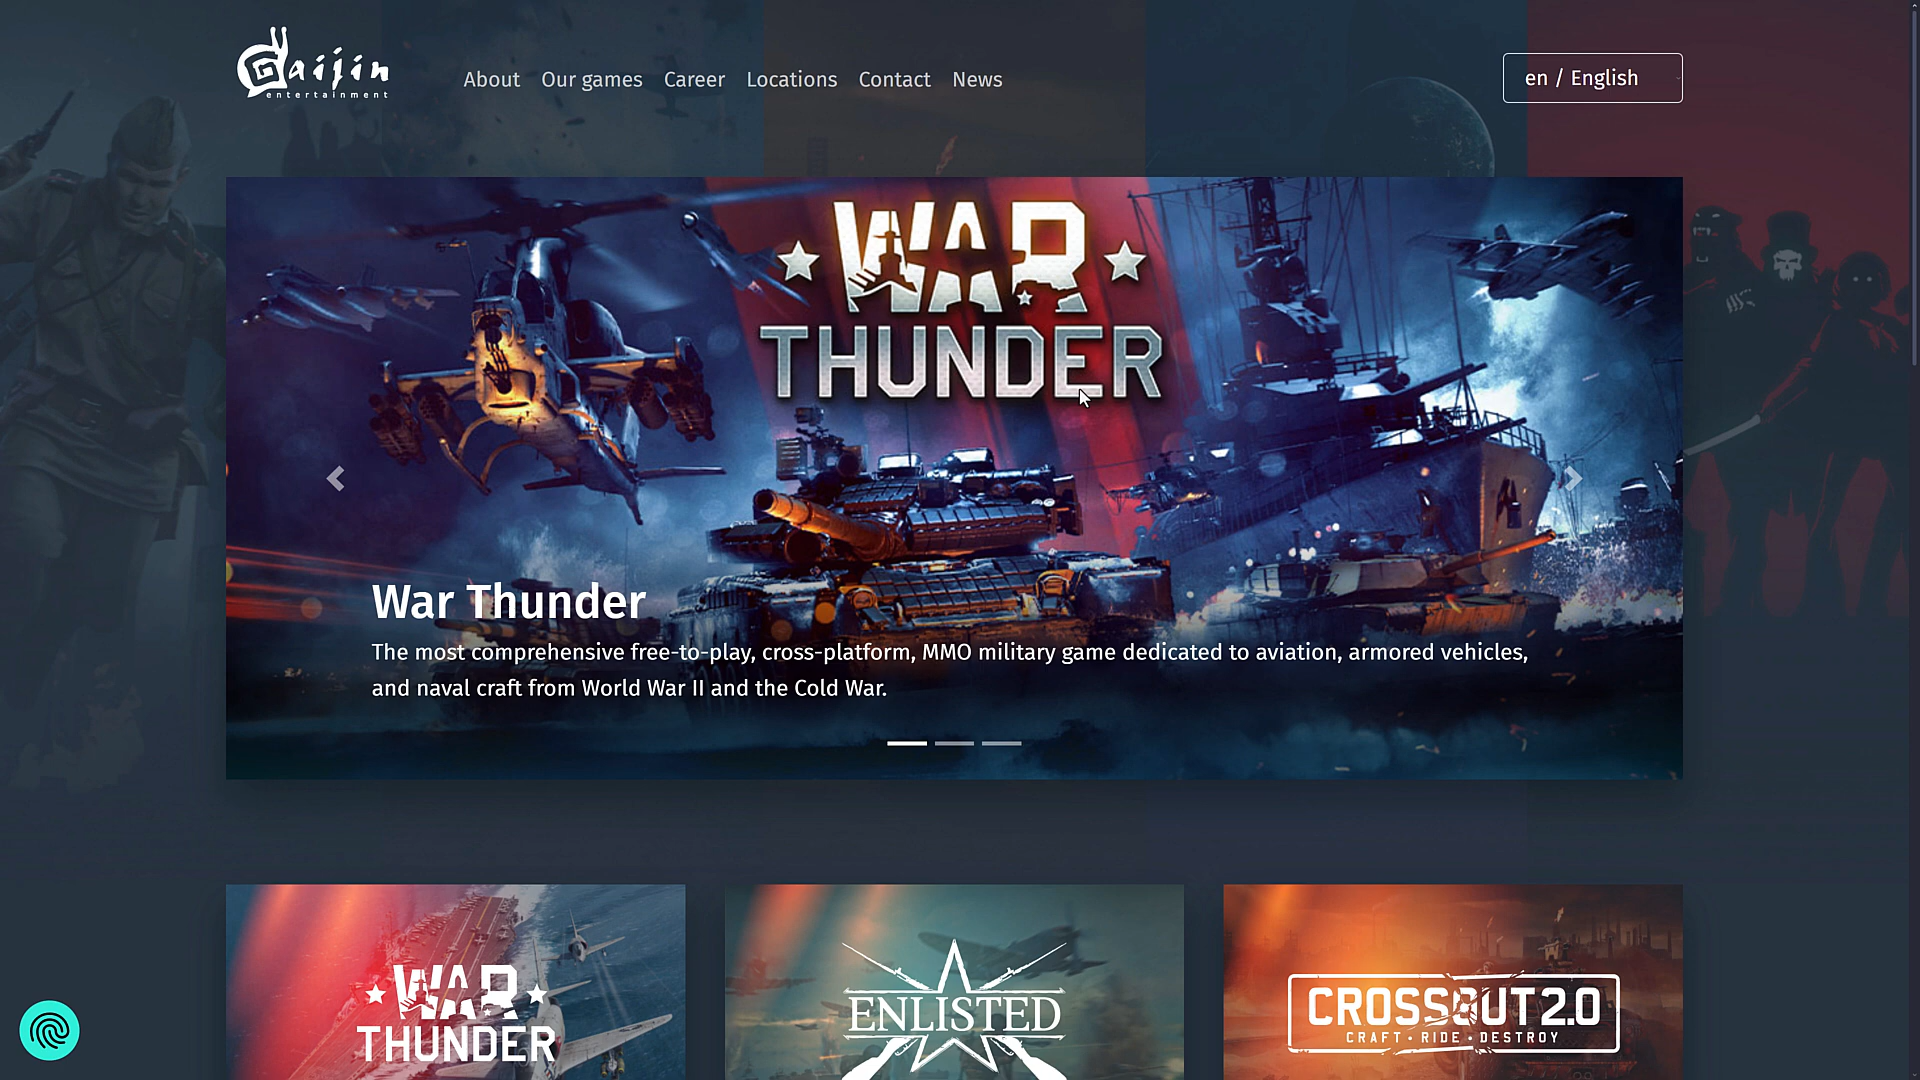 Gaijin
entertainment
About
Our games
Career
Locations
Contact
News
en / English
WAR
THUNDER
War Thunder
The most comprehensive free-to-play, cross-platform, MMO military game dedicated to aviation, armored vehicles,
and naval craft from World War II and the Cold War.
WAR
THUNDER
ENLISTED
CROSSOUT 2.0
CRAFT • RIDE • DESTROY